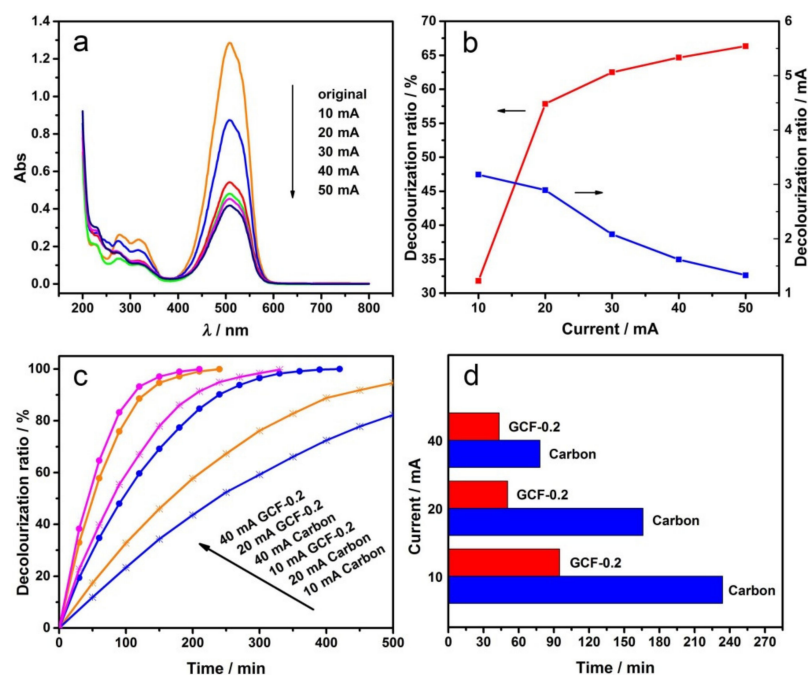 a
1.4
1.2
1.0
0.8
0.6
0.4
0.2
0.0
Abs
200 300 400 500 600 700 800
λ / nm
original
10 mA
20 mA
30 mA
40 mA
50 mA
b
80
75
70
65
60
55
50
45
40
35
30
Decolourization ratio / %
10 20 30 40 50
Current / mA
6
5
4
3
2
1
Decolourization ratio / mA
c
100
80
60
40
20
0
Decolourization ratio / %
0 100 200 300 400 500
Time / min
40 mA GCF-0.2
20 mA GCF-0.2
40 mA Carbon
10 mA GCF-0.2
20 mA Carbon
10 mA Carbon
d
Current / mA
40
20
10
GCF-0.2
Carbon
GCF-0.2
Carbon
GCF-0.2
Carbon
0 30 60 90 120 150 180 210 240 270
Time / min